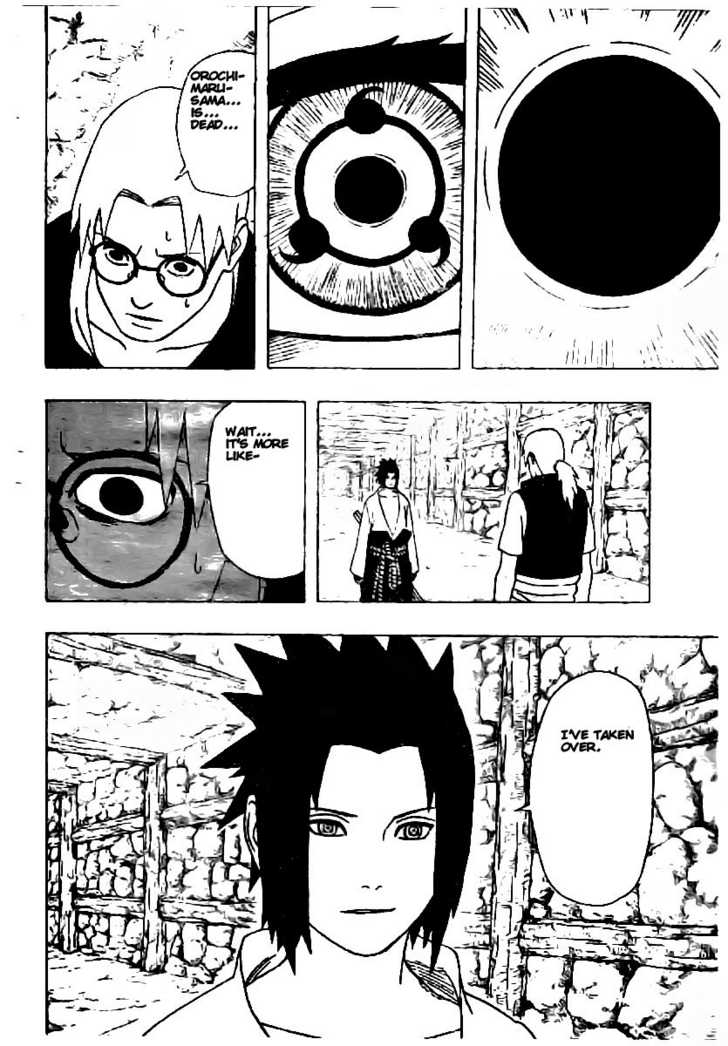 OROCHI-
MARU-
SAMA...
IS...
DEAD...
WAIT...
IT'S MORE
LIKE-
I'VE TAKEN
OVER.